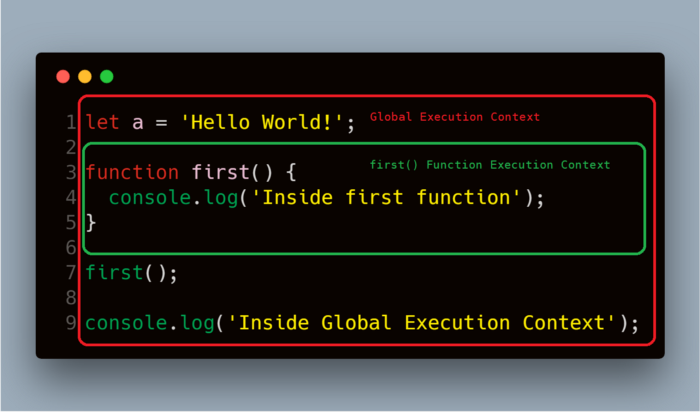 1 let a = 'Hello World!'; Global Execution Context
2
3 function first() { first() Function Execution Context
4 console.log('Inside first function');
5 }
6
7 first();
8
9 console.log('Inside Global Execution Context');